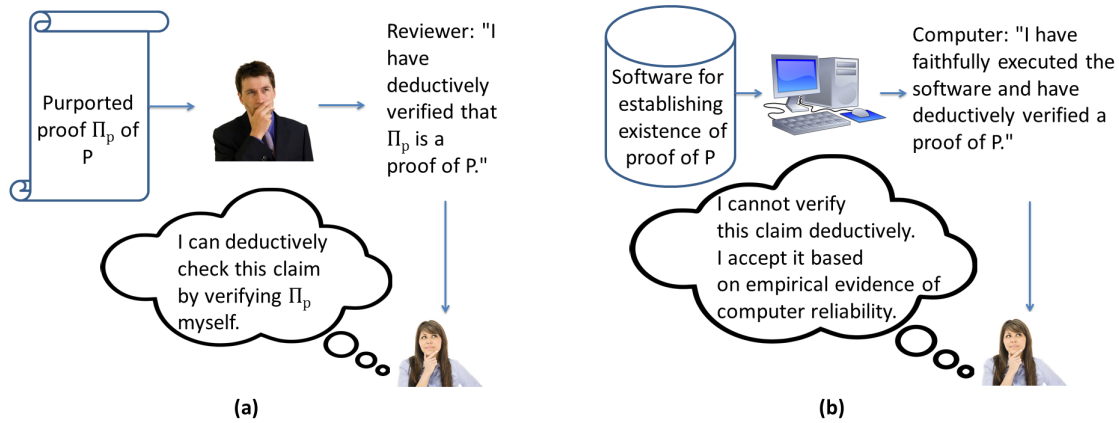 Purported
proof Πp of
P
Reviewer: "I
have
deductively
verified that
Πp is a
proof of P."
I can deductively
check this claim
by verifying Πp
myself.
(a)
Software for
establishing
existence of
proof of P
Computer: "I have
faithfully executed the
software and have
deductively verified a
proof of P."
I cannot verify
this claim deductively.
I accept it based
on empirical evidence of
computer reliability.
(b)